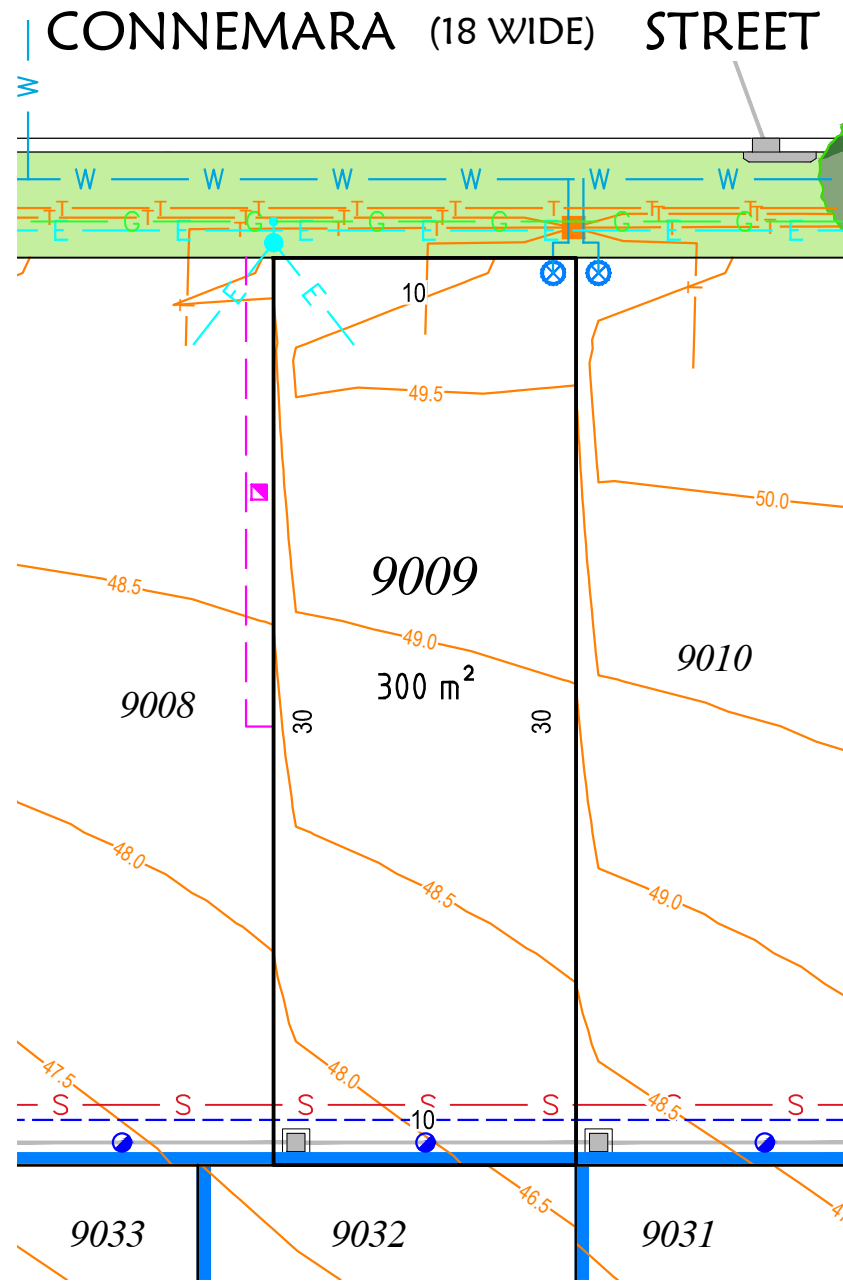 CONNEMARA (18 WIDE) STREET
W
W W W W W W
T T T T T T T
G G G G G G
E E E E E E E
E E
10
49.5
50.0
48.5
9009
49.0
9010
300 m²
9008
30 30
48.0
48.5
49.0
47.5
48.0
48.5
S S S S S S
10
46.5
9033 9032 9031